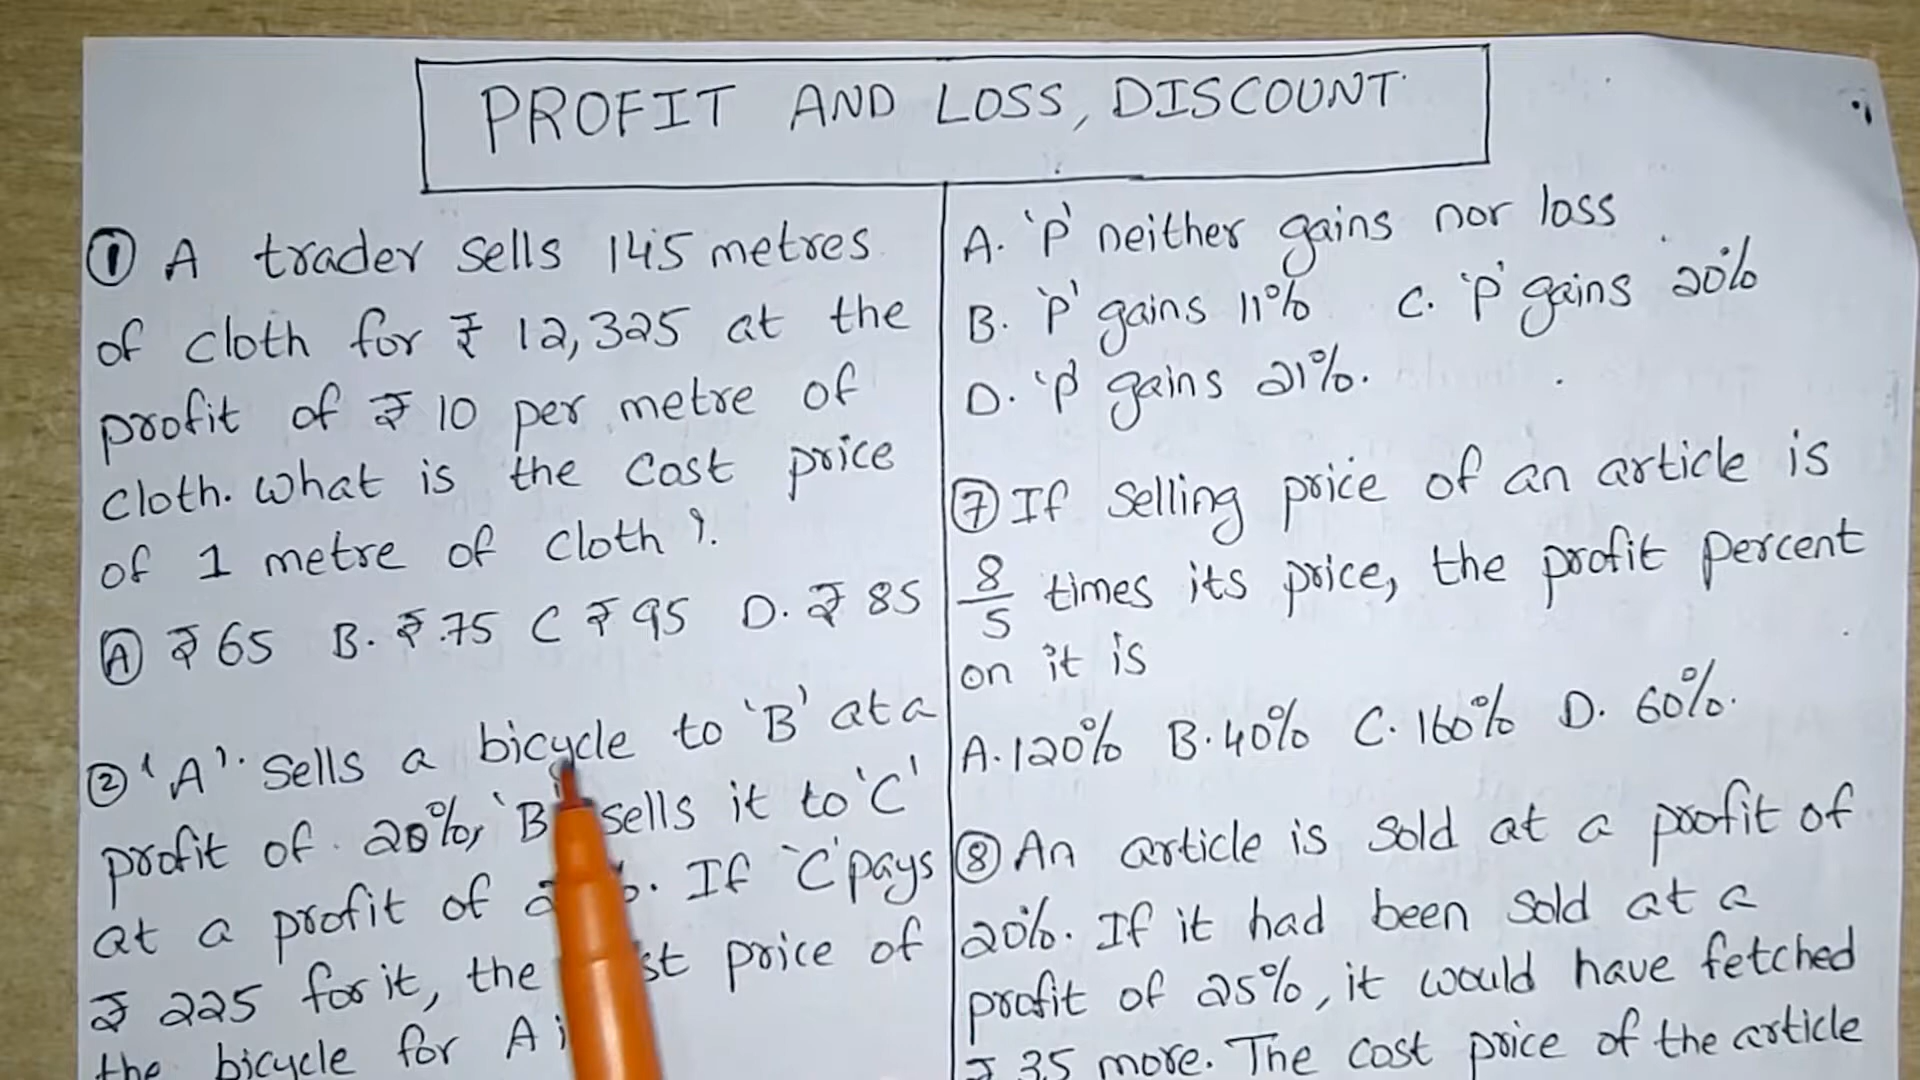 PROFIT AND LOSS, DISCOUNT
① A trader sells 145 metres
of cloth for ₹ 12,325 at the
profit of ₹ 10 per metre of
cloth. What is the cost price
of 1 metre of cloth?
Ⓐ ₹ 65 B. ₹.75 C ₹ 95 D. ₹ 85
② 'A'. sells a bicycle to 'B' at a
profit of 20%, 'B sells it to 'C'
at a profit of If 'C' pays
₹ 225 for it, the price of
the bicycle for A
A. 'P' neither gains nor loss
B. 'P' gains 11% C. 'P' gains 20%
D. 'P' gains 21%.
⑦ If selling price of an article is
8/5 times its price, the profit percent
on it is
A. 120% B. 40% C. 160% D. 60%.
⑧ An article is sold at a profit of
20%. If it had been sold at a
profit of 25%, it would have fetched
₹ 35 more. The cost price of the article